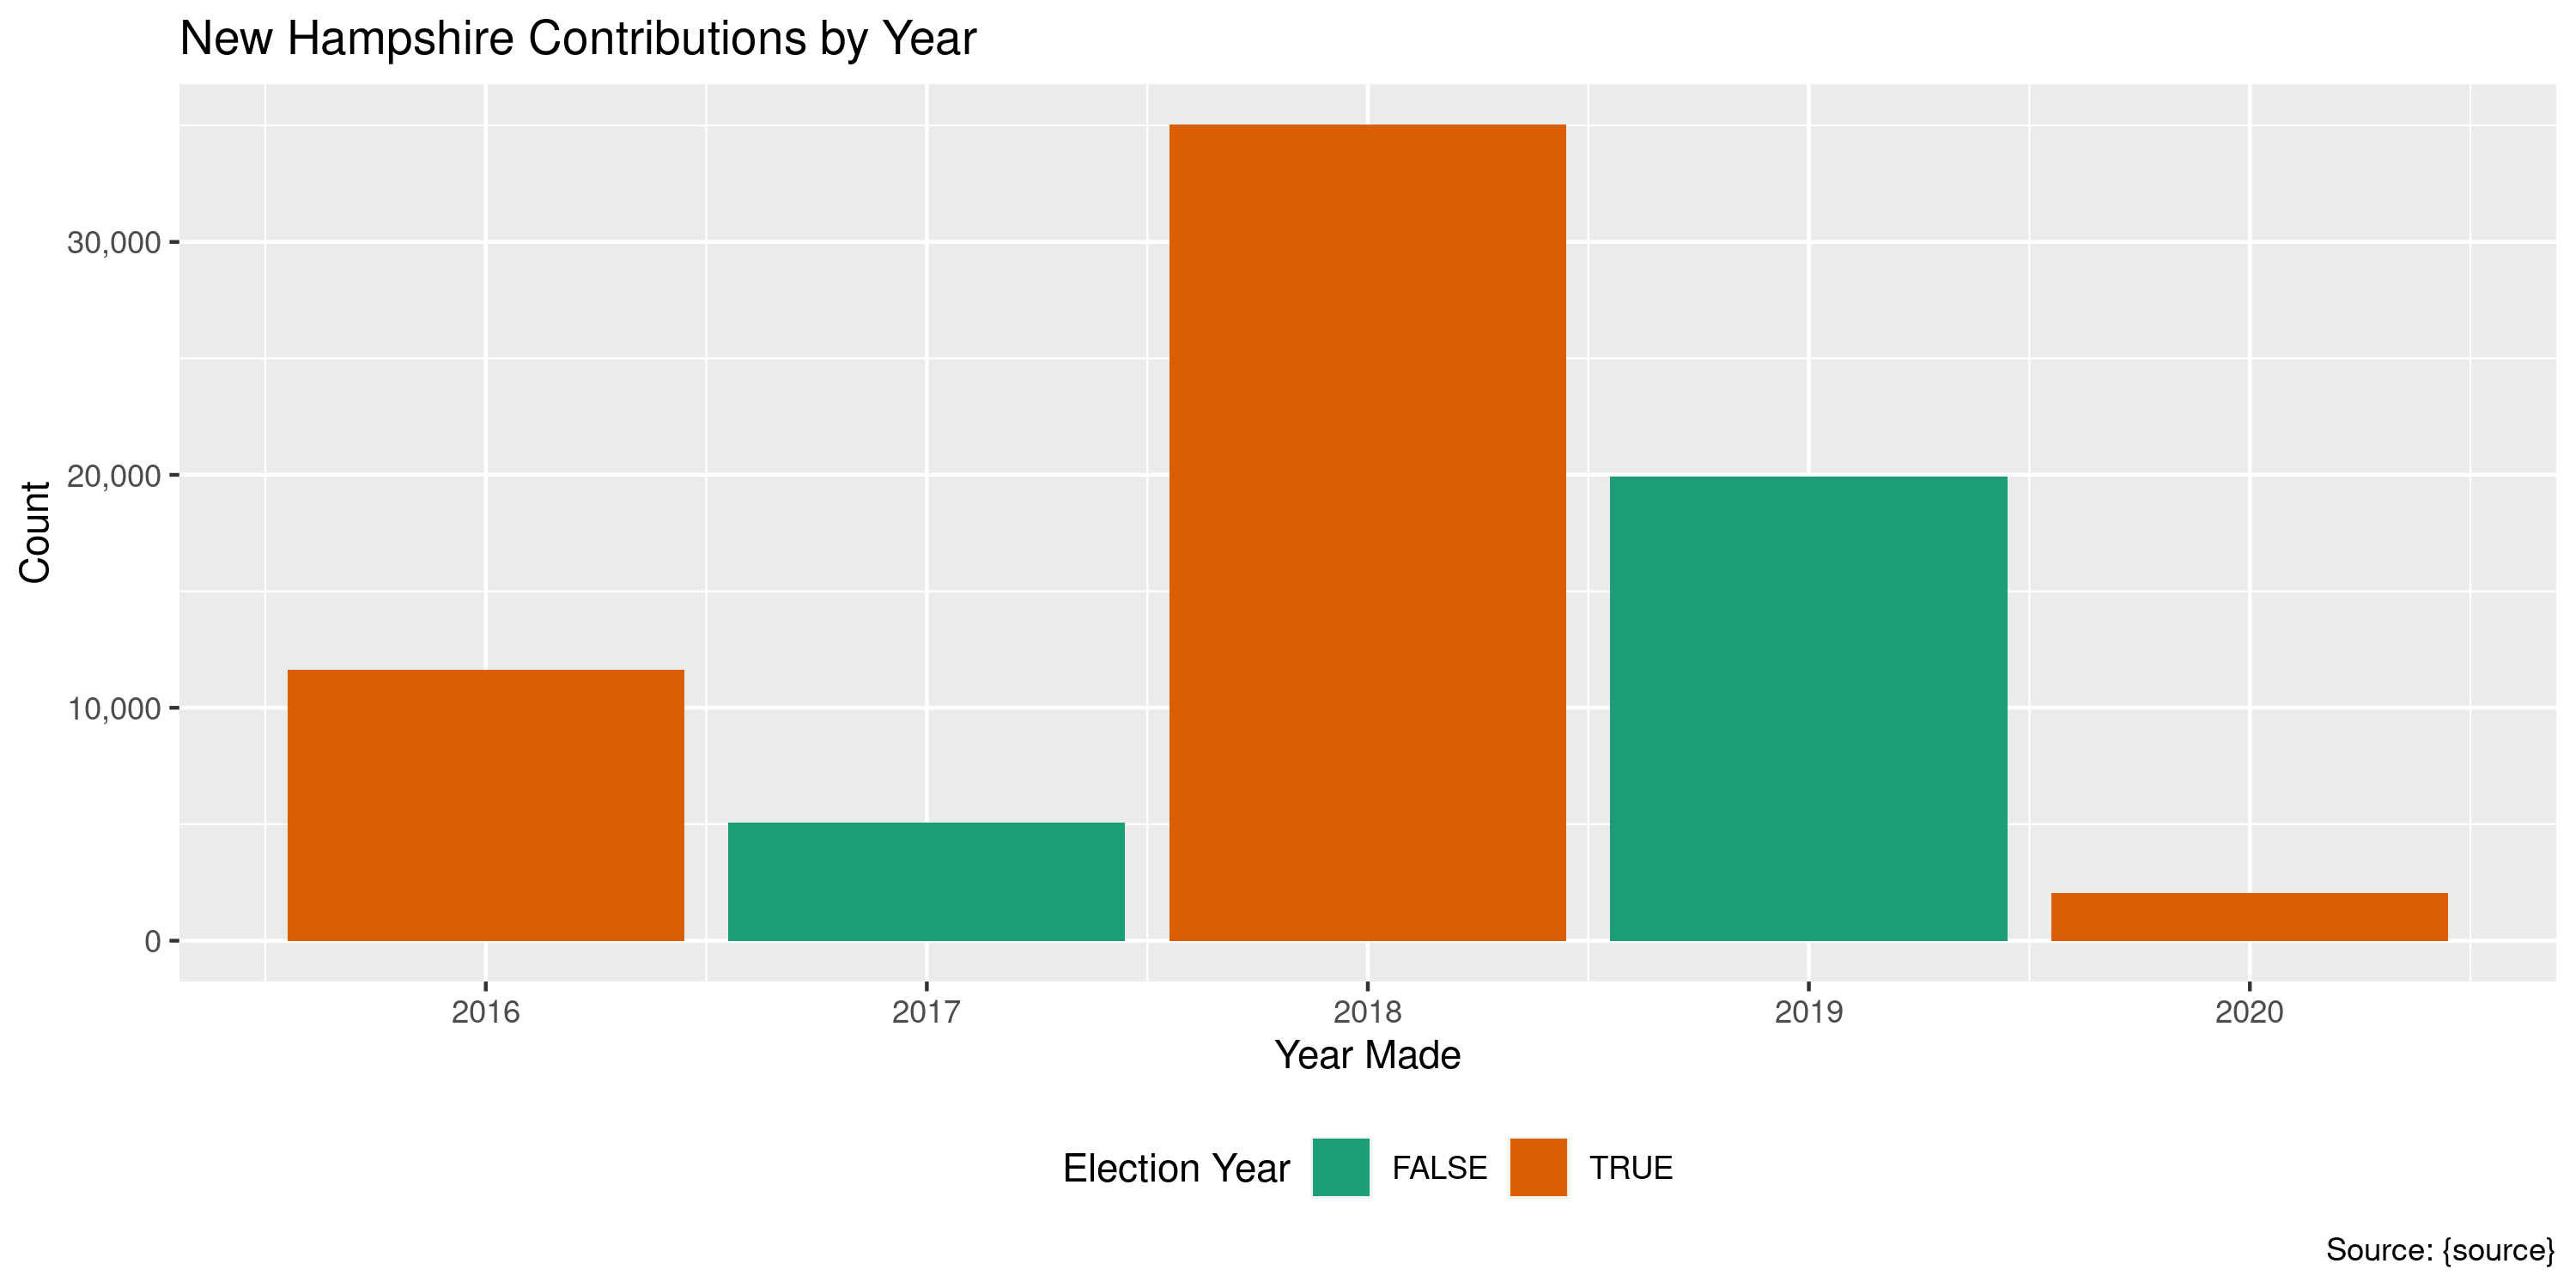 New Hampshire Contributions by Year
Count
30,000
20,000
10,000
0
2016 2017 2018 2019 2020
Year Made
Election Year FALSE TRUE
Source: {source}